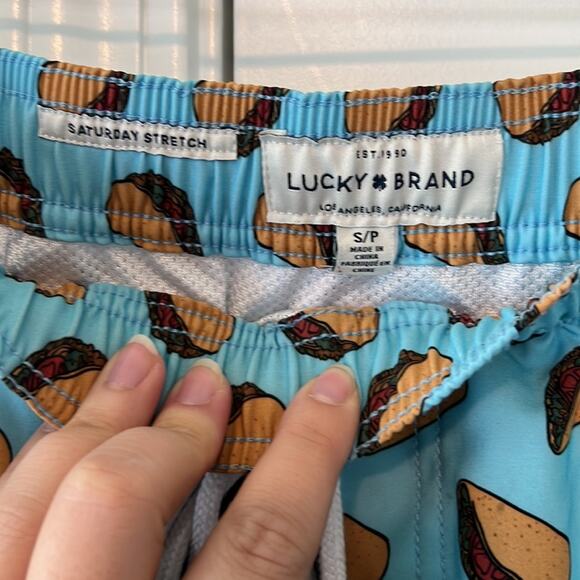 SATURDAY STRETCH
EST. 1990
LUCKY BRAND
LOS ANGELES, CALIFORNIA
S/P
MADE IN
CHINA
FABRIQUÉ EN
CHINE